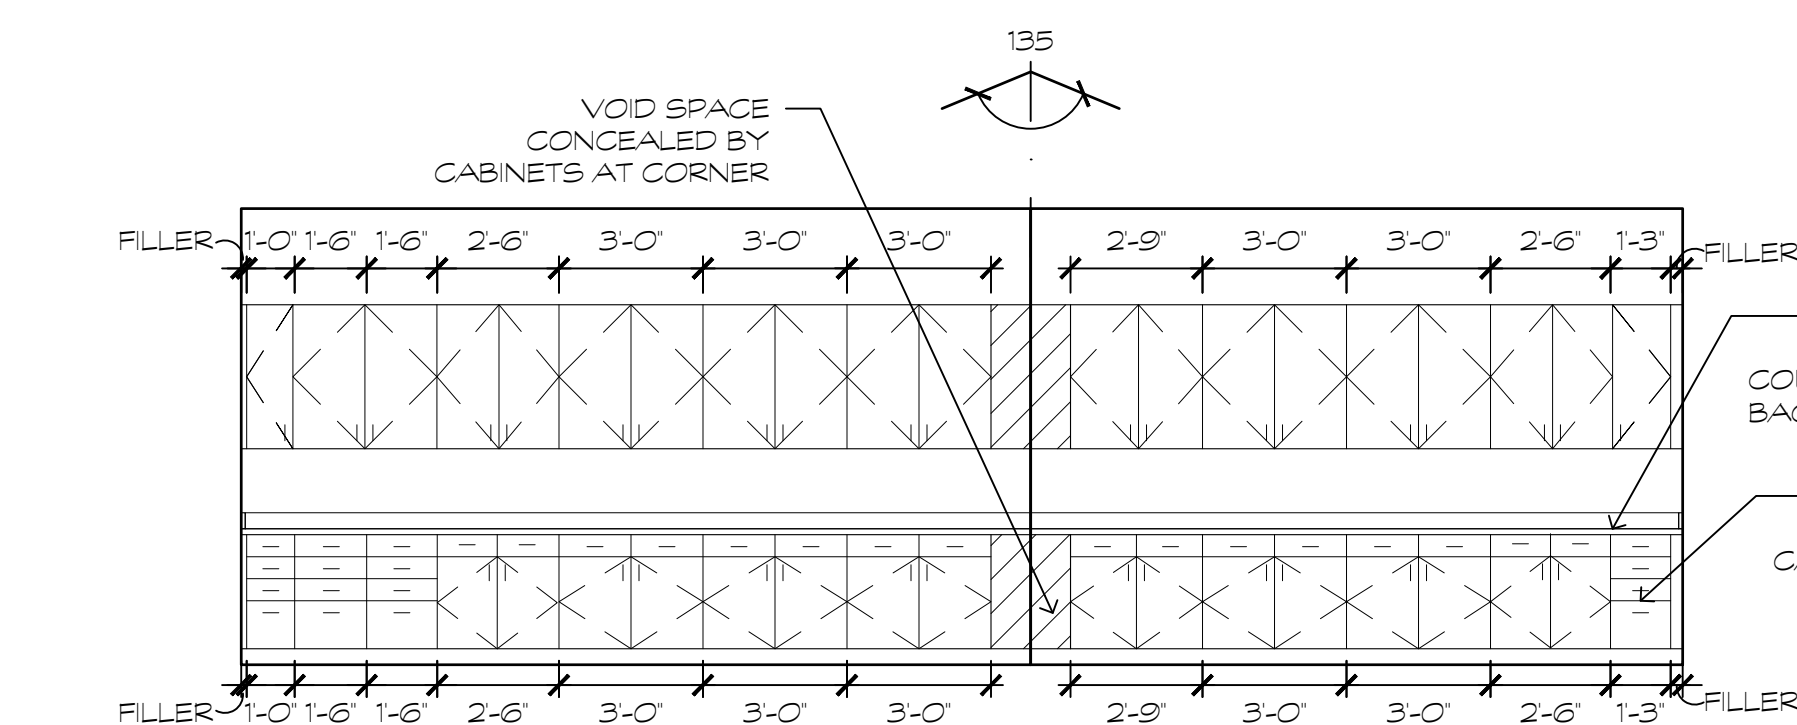 135
VOID SPACE
CONCEALED BY
CABINETS AT CORNER
FILLER 1'-0" 1'-6" 1'-6" 2'-6" 3'-0" 3'-0" 3'-0" 2'-9" 3'-0" 3'-0" 2'-6" 1'-3" FILLER
FILLER 1'-0" 1'-6" 1'-6" 2'-6" 3'-0" 3'-0" 3'-0" 2'-9" 3'-0" 3'-0" 2'-6" 1'-3" FILLER